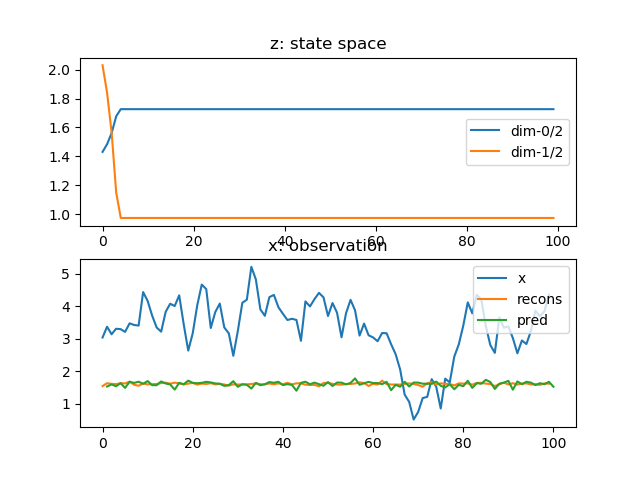 z: state space
2.0
1.8
1.6
1.4
1.2
1.0
dim-0/2
dim-1/2
0 20 40 60 80 100
x: observation
5
4
3
2
1
x
recons
pred
0 20 40 60 80 100